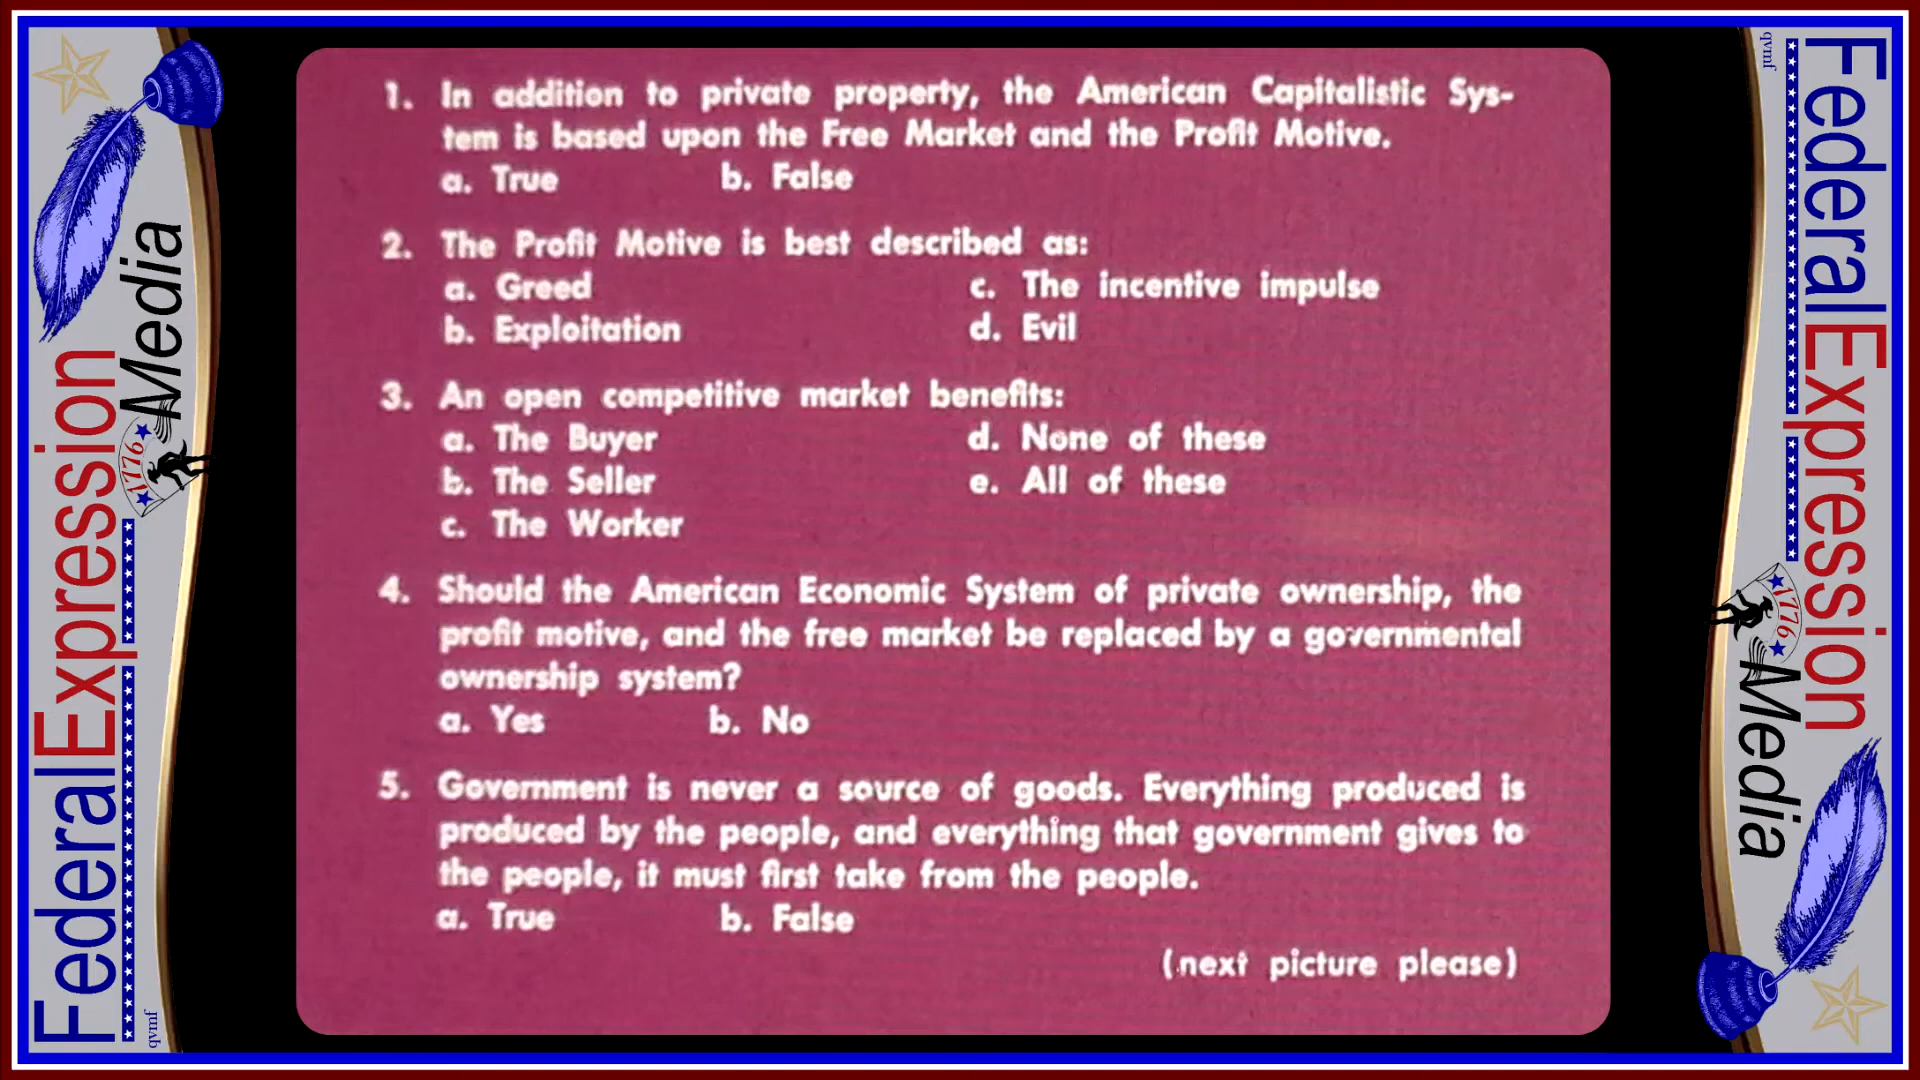 1. In addition to private property, the American Capitalistic Sys-
tem is based upon the Free Market and the Profit Motive.
a. True b. False
2. The Profit Motive is best described as:
a. Greed c. The incentive impulse
b. Exploitation d. Evil
3. An open competitive market benefits:
a. The Buyer d. None of these
b. The Seller e. All of these
c. The Worker
4. Should the American Economic System of private ownership, the
profit motive, and the free market be replaced by a governmental
ownership system?
a. Yes b. No
5. Government is never a source of goods. Everything produced is
produced by the people, and everything that government gives to
the people, it must first take from the people.
a. True b. False
(next picture please)
FederalExpression
Media
1776
qvmf
FederalExpression
Media
1776
qvmf